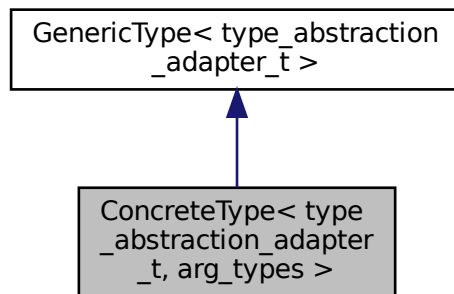 GenericType< type_abstraction
_adapter_t >
ConcreteType< type
_abstraction_adapter
_t, arg_types >